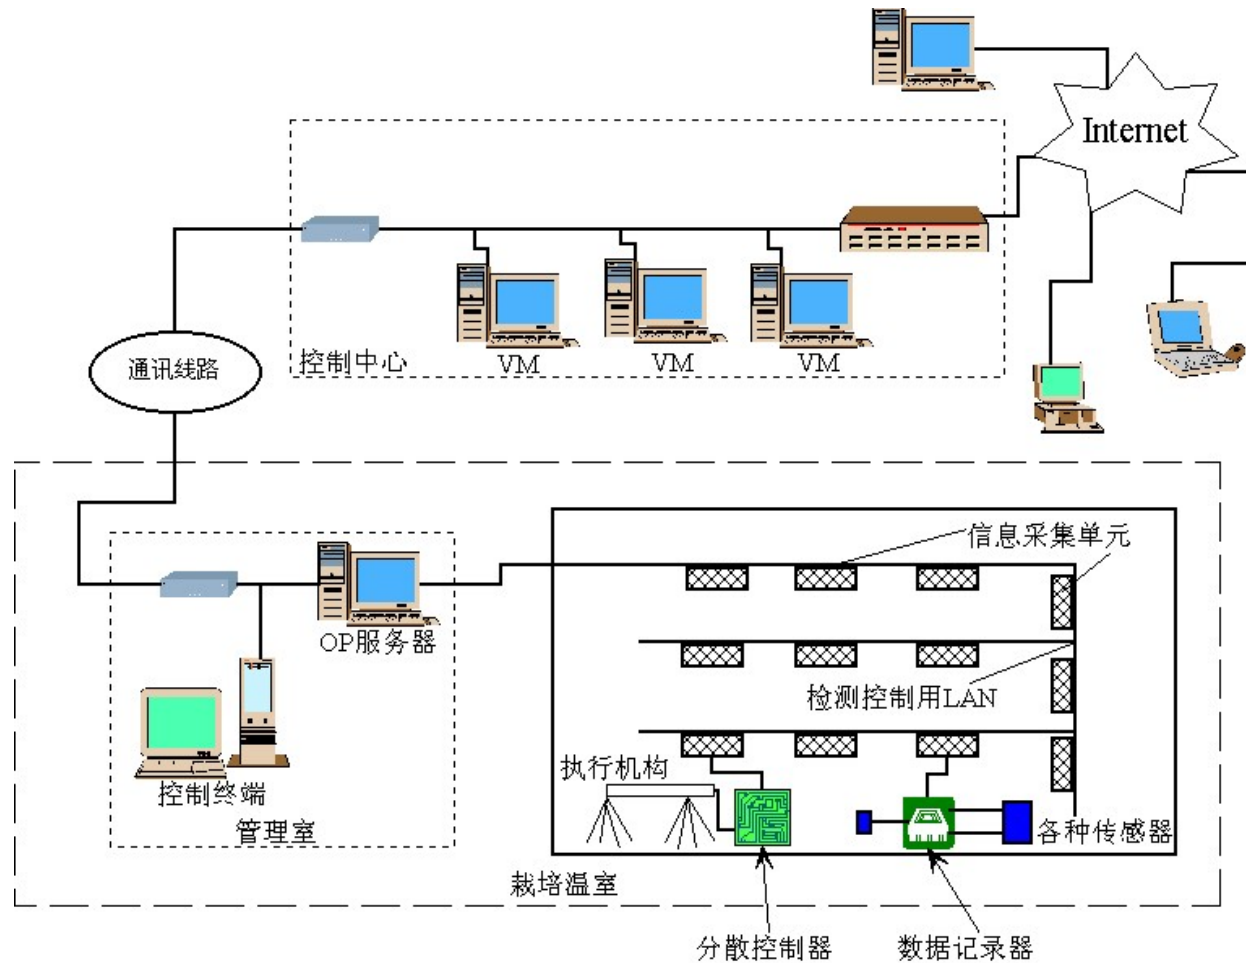 Internet
通讯线路
控制中心
VM
VM
VM
信息采集单元
OP服务器
检测控制用LAN
执行机构
控制终端
管理室
各种传感器
栽培温室
分散控制器
数据记录器